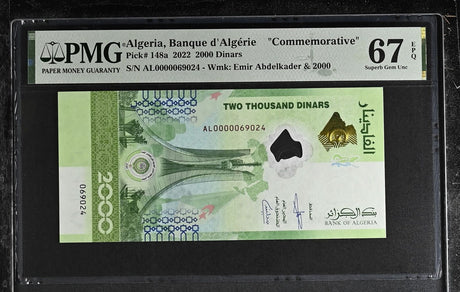 PMG
PAPER MONEY GUARANTY
Algeria, Banque d'Algérie "Commemorative"
Pick# 148a 2022 2000 Dinars
S/N AL0000069024 - Wmk: Emir Abdelkader & 2000
67 EPQ
Superb Gem Unc
TWO THOUSAND DINARS
AL0000069024
ألفا دينار
069024
2000
بنك الجزائر
BANK OF ALGERIA